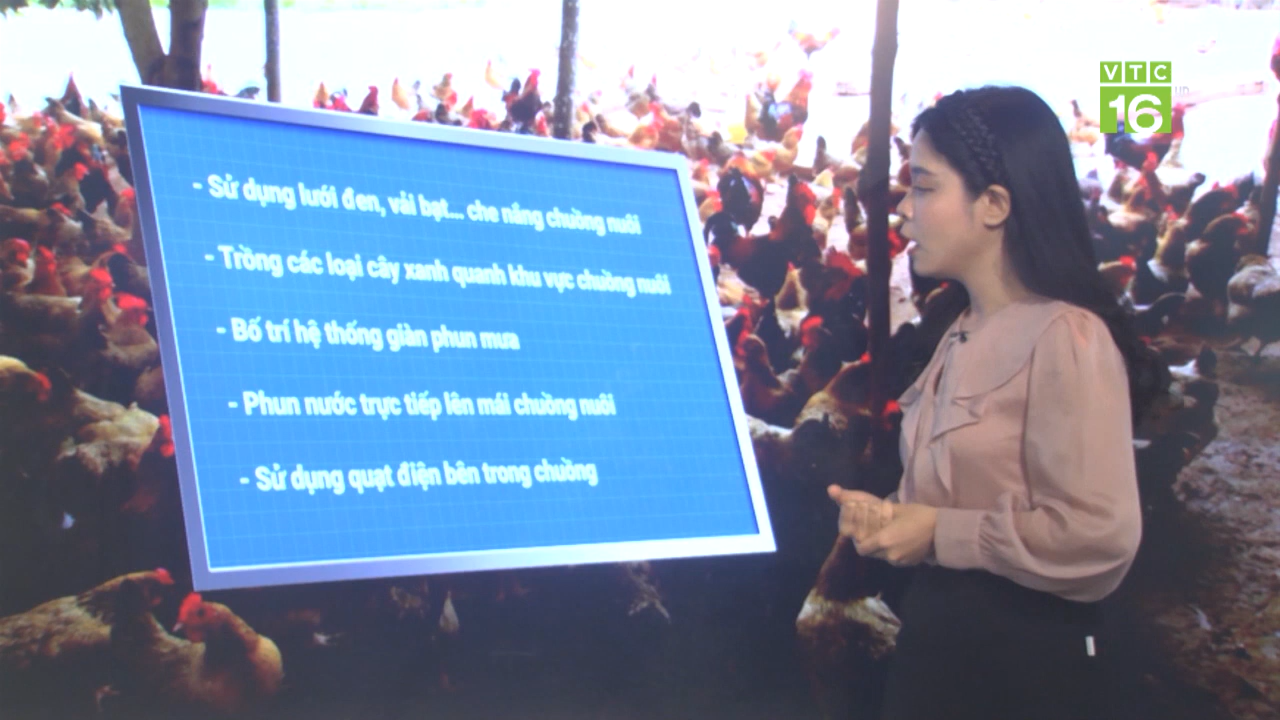 VTC
16
HD
- Sử dụng lưới đen, vải bạt... che nắng chuồng nuôi
- Trồng các loại cây xanh quanh khu vực chuồng nuôi
- Bố trí hệ thống giàn phun mưa
- Phun nước trực tiếp lên mái chuồng nuôi
- Sử dụng quạt điện bên trong chuồng